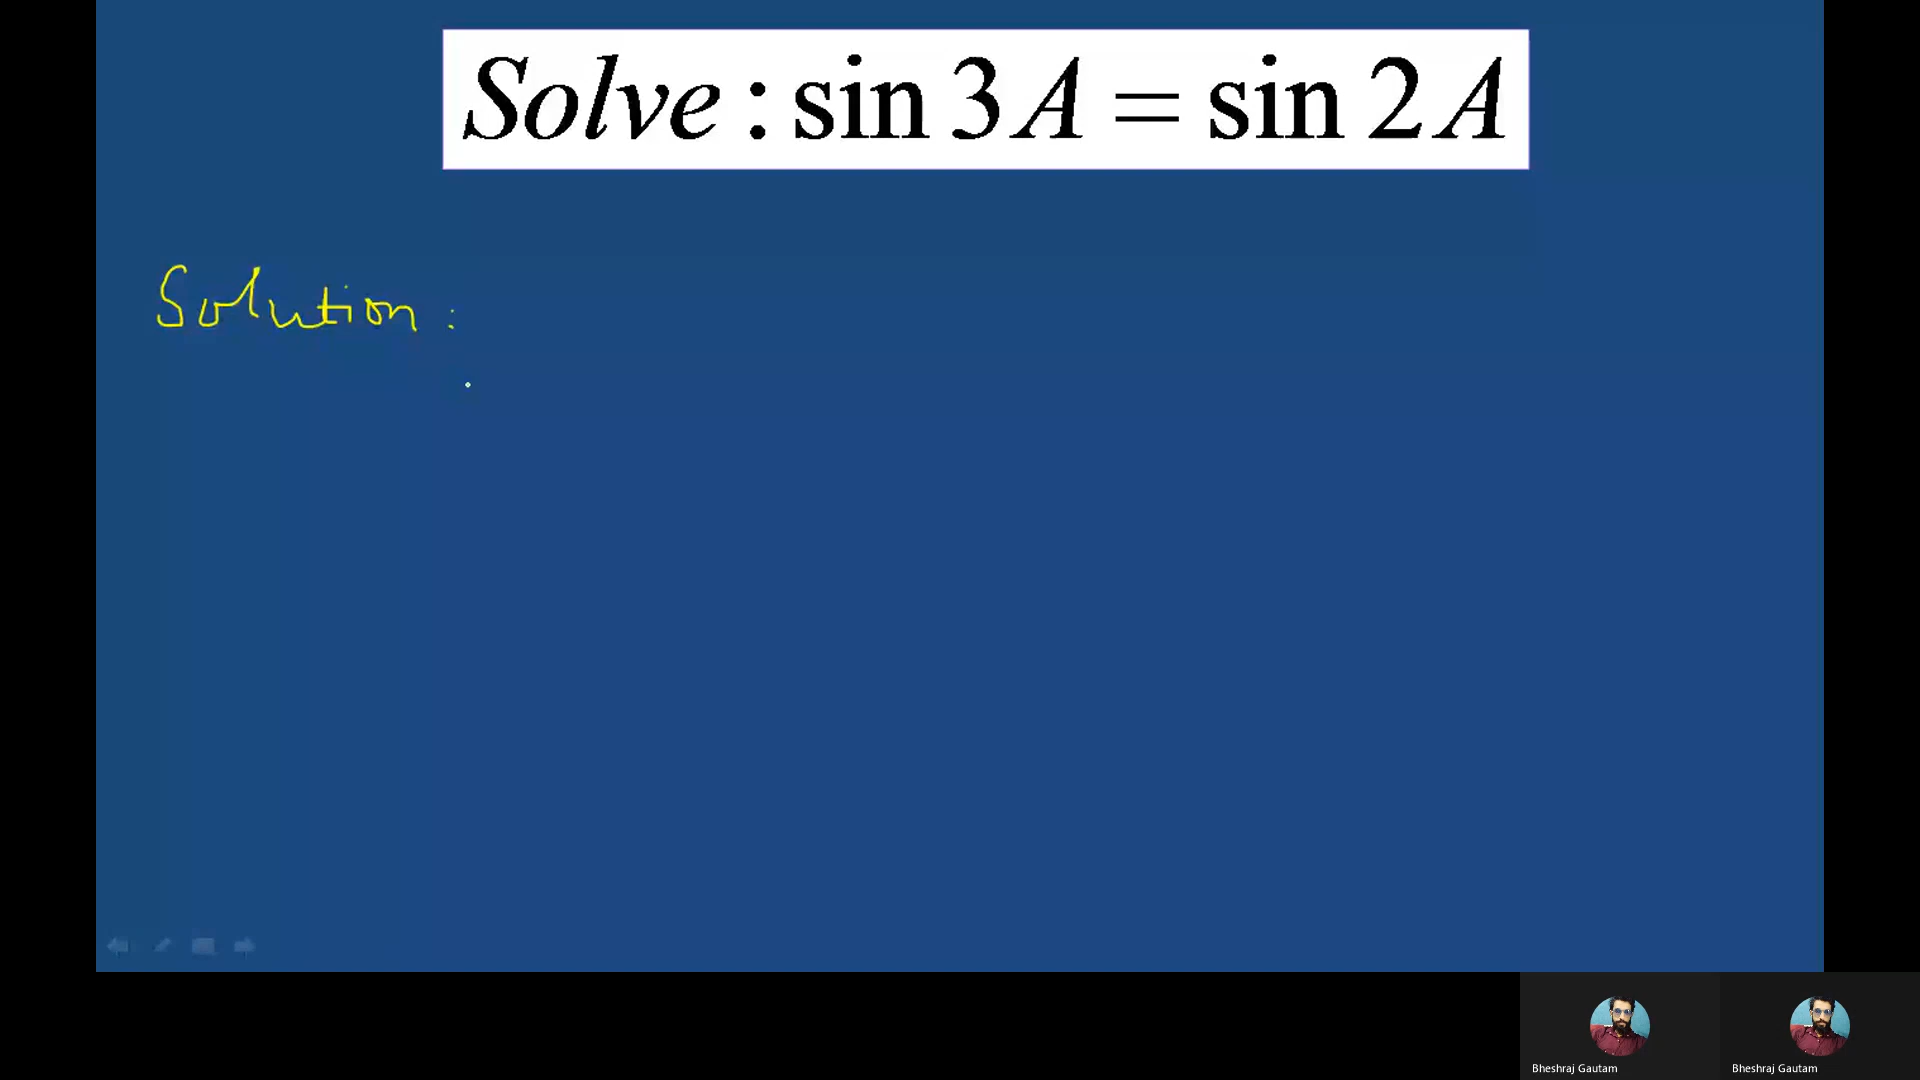 Solve : sin 3A = sin 2A
Solution :
Bheshraj Gautam
Bheshraj Gautam